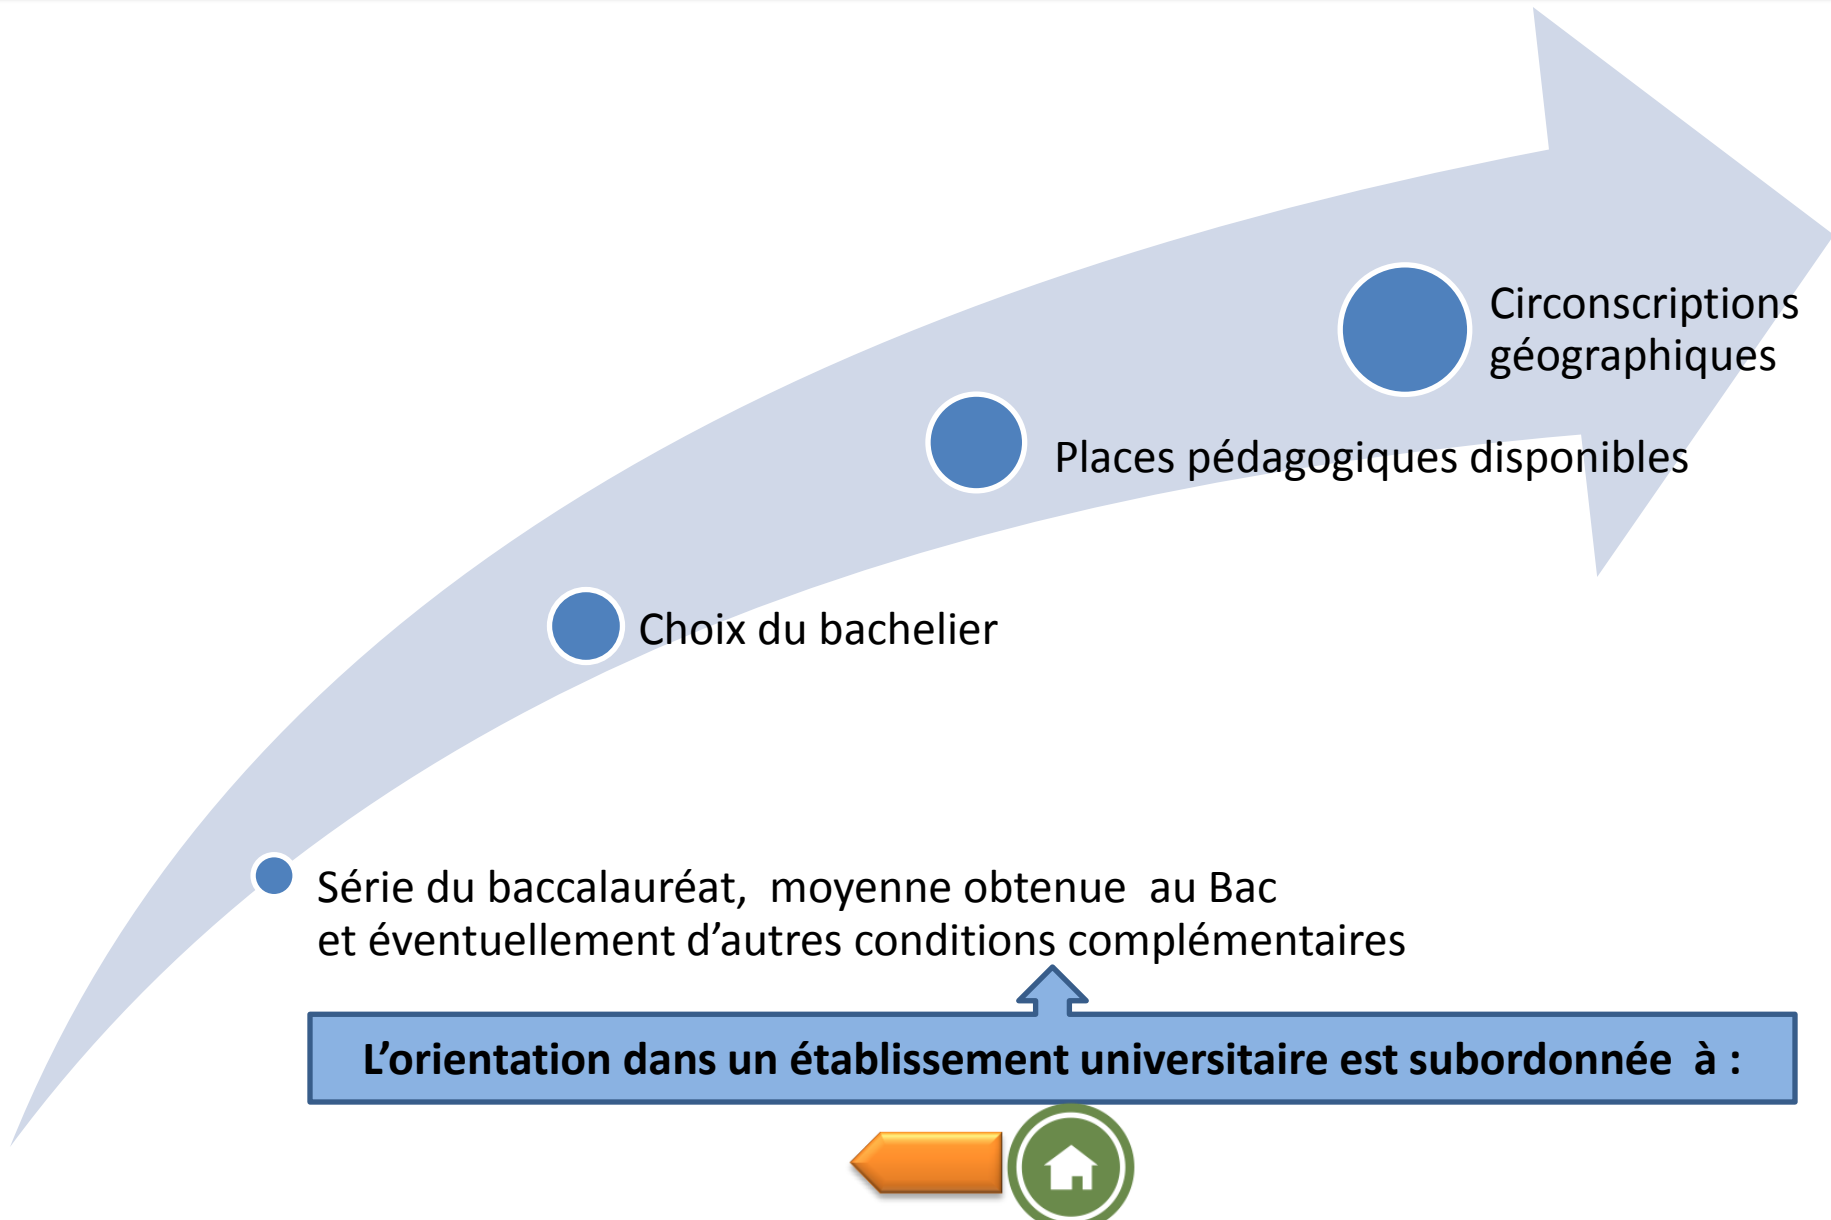 Circonscriptions
géographiques
Places pédagogiques disponibles
Choix du bachelier
Série du baccalauréat, moyenne obtenue au Bac
et éventuellement d’autres conditions complémentaires
L’orientation dans un établissement universitaire est subordonnée à :